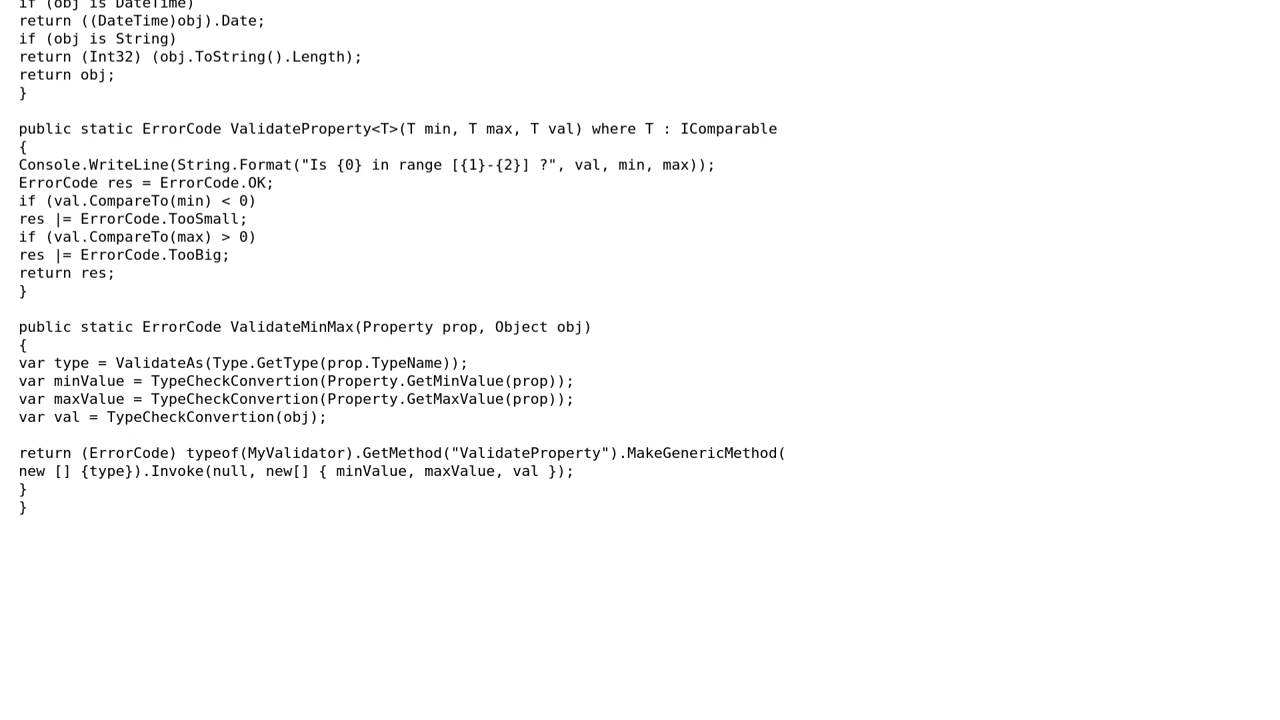 if (obj is DateTime)
return ((DateTime)obj).Date;
if (obj is String)
return (Int32) (obj.ToString().Length);
return obj;
}

public static ErrorCode ValidateProperty<T>(T min, T max, T val) where T : IComparable
{
Console.WriteLine(String.Format("Is {0} in range [{1}-{2}] ?", val, min, max));
ErrorCode res = ErrorCode.OK;
if (val.CompareTo(min) < 0)
res |= ErrorCode.TooSmall;
if (val.CompareTo(max) > 0)
res |= ErrorCode.TooBig;
return res;
}

public static ErrorCode ValidateMinMax(Property prop, Object obj)
{
var type = ValidateAs(Type.GetType(prop.TypeName));
var minValue = TypeCheckConvertion(Property.GetMinValue(prop));
var maxValue = TypeCheckConvertion(Property.GetMaxValue(prop));
var val = TypeCheckConvertion(obj);

return (ErrorCode) typeof(MyValidator).GetMethod("ValidateProperty").MakeGenericMethod(
new [] {type}).Invoke(null, new[] { minValue, maxValue, val });
}
}